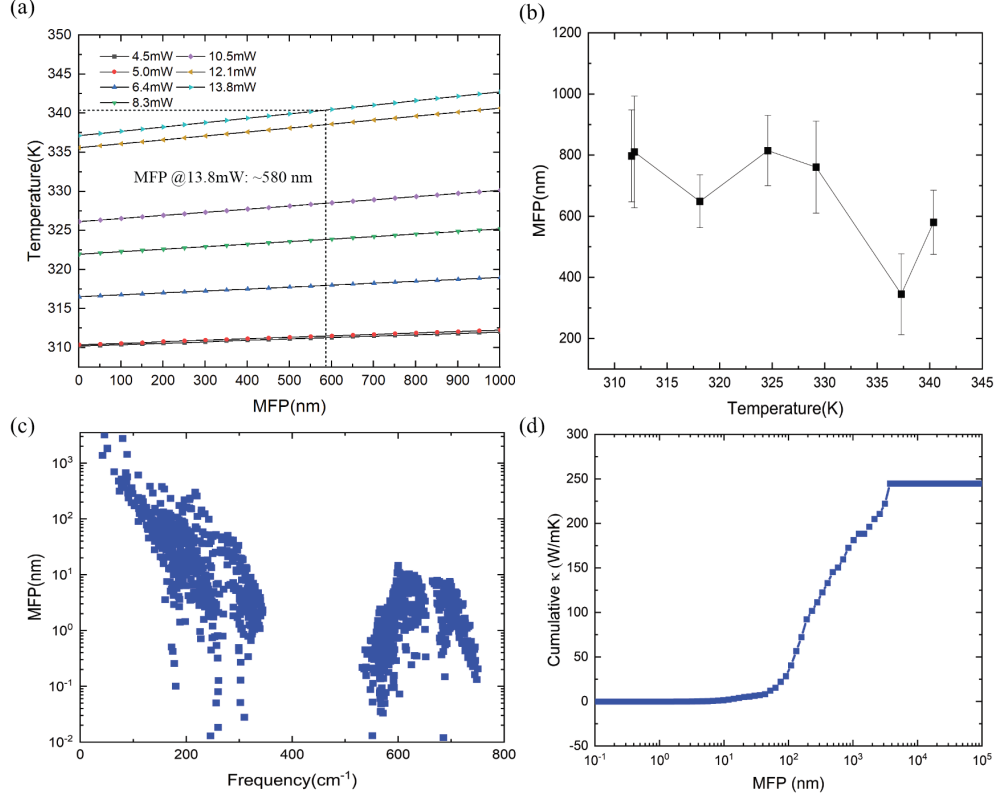 (a)
350
345
340
335
330
325
320
315
310
Temperature(K)
4.5mW
10.5mW
5.0mW
12.1mW
6.4mW
13.8mW
8.3mW
MFP @13.8mW: ~580 nm
0 100 200 300 400 500 600 700 800 900 1000
MFP(nm)
(b)
1200
1000
800
600
400
200
MFP(nm)
310 315 320 325 330 335 340 345
Temperature(K)
(c)
10³
10²
10¹
10⁰
10⁻¹
10⁻²
MFP(nm)
0 200 400 600 800
Frequency(cm⁻¹)
(d)
300
250
200
150
100
50
0
-50
Cumulative κ (W/mK)
10⁻¹ 10⁰ 10¹ 10² 10³ 10⁴ 10⁵
MFP (nm)